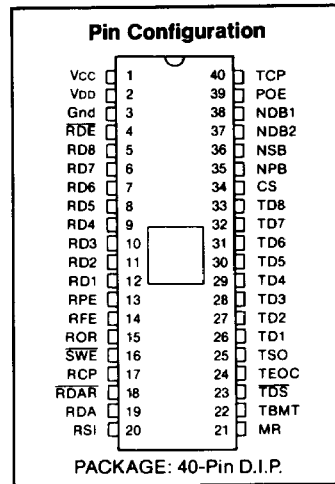 Pin Configuration
VCC 1 40 TCP
VDD 2 39 POE
Gnd 3 38 NDB1
RDE 4 37 NDB2
RD8 5 36 NSB
RD7 6 35 NPB
RD6 7 34 CS
RD5 8 33 TD8
RD4 9 32 TD7
RD3 10 31 TD6
RD2 11 30 TD5
RD1 12 29 TD4
RPE 13 28 TD3
RFE 14 27 TD2
ROR 15 26 TD1
SWE 16 25 TSO
RCP 17 24 TEOC
RDAR 18 23 TDS
RDA 19 22 TBMT
RSI 20 21 MR
PACKAGE: 40-Pin D.I.P.